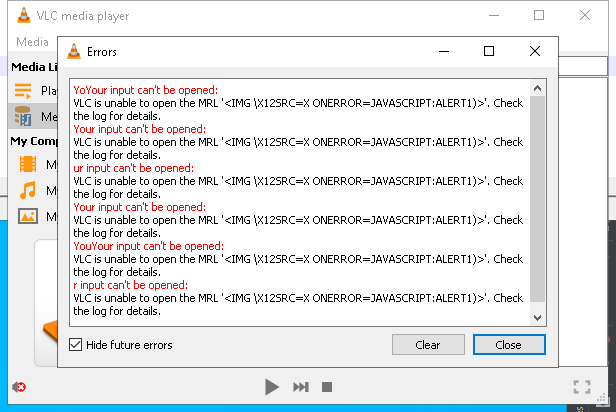 VLC media player
Media
Errors
Media Li
Pla
Me
My Comp
My
My
My
YoYour input can't be opened:
VLC is unable to open the MRL '<IMG \X12SRC=X ONERROR=JAVASCRIPT:ALERT1)>'. Check
the log for details.
Your input can't be opened:
VLC is unable to open the MRL '<IMG \X12SRC=X ONERROR=JAVASCRIPT:ALERT1)>'. Check
the log for details.
ur input can't be opened:
VLC is unable to open the MRL '<IMG \X12SRC=X ONERROR=JAVASCRIPT:ALERT1)>'. Check
the log for details.
Your input can't be opened:
VLC is unable to open the MRL '<IMG \X12SRC=X ONERROR=JAVASCRIPT:ALERT1)>'. Check
the log for details.
YouYour input can't be opened:
VLC is unable to open the MRL '<IMG \X12SRC=X ONERROR=JAVASCRIPT:ALERT1)>'. Check
the log for details.
r input can't be opened:
VLC is unable to open the MRL '<IMG \X12SRC=X ONERROR=JAVASCRIPT:ALERT1)>'. Check
the log for details.
Hide future errors
Clear
Close